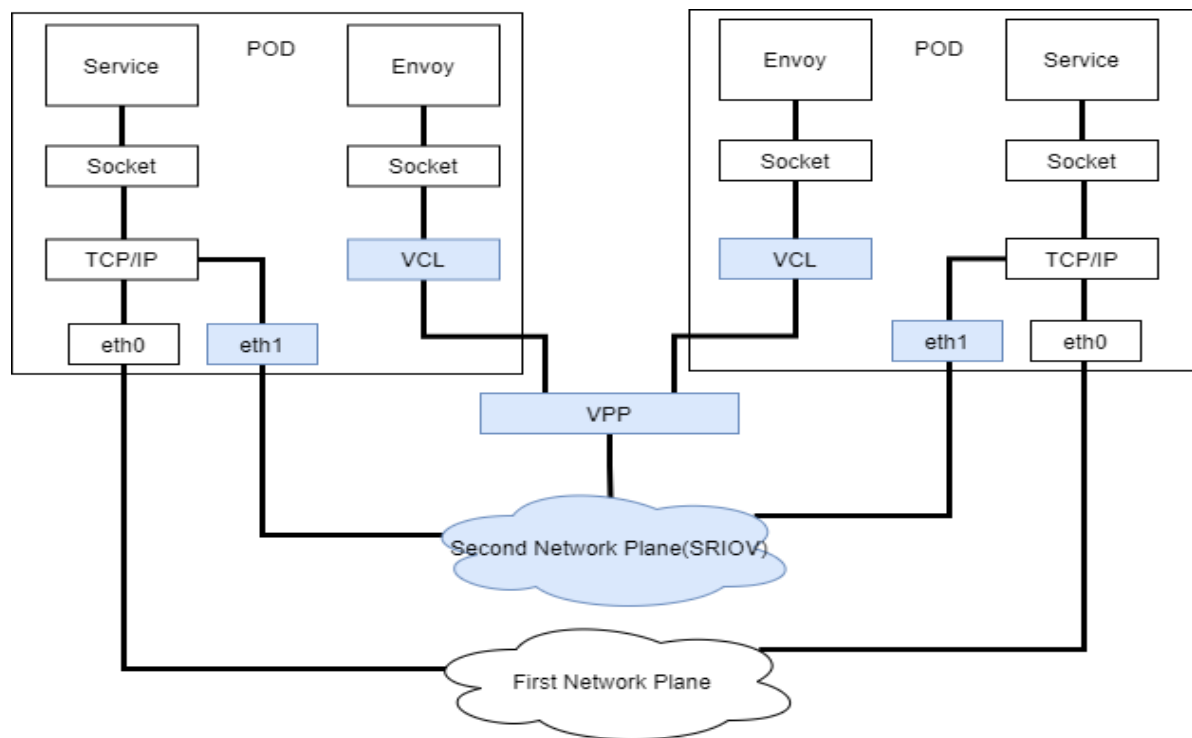 POD
Service
Envoy
Socket
Socket
TCP/IP
VCL
eth0
eth1
Envoy
POD
Service
Socket
Socket
VCL
TCP/IP
eth1
eth0
VPP
Second Network Plane(SRIOV)
First Network Plane